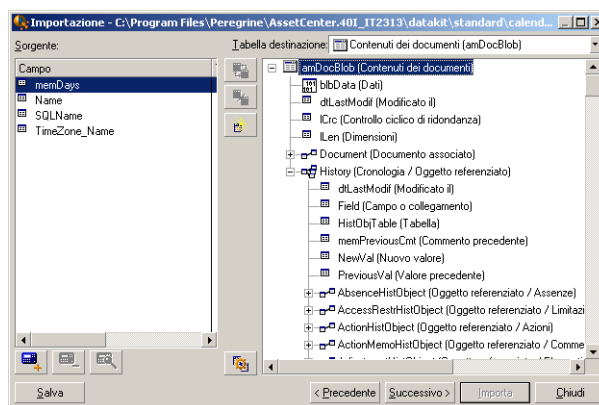 Importazione - C:\Program Files\Peregrine\AssetCenter.40I_IT2313\datakit\standard\calend...
Sorgente:
Tabella destinazione: Contenuti dei documenti (amDocBlob)
Campo
memDays
Name
SQLName
TimeZone_Name
amDocBlob (Contenuti dei documenti)
blbData (Dati)
dtLastModif (Modificato il)
lCrc (Controllo ciclico di ridondanza)
lLen (Dimensioni)
Document (Documento associato)
History (Cronologia / Oggetto referenziato)
dtLastModif (Modificato il)
Field (Campo o collegamento)
HistObjTable (Tabella)
memPreviousCmt (Commento precedente)
NewVal (Nuovo valore)
PreviousVal (Valore precedente)
AbsenceHistObject (Oggetto referenziato / Assenze)
AccessRestrHistObject (Oggetto referenziato / Limitazi
ActionHistObject (Oggetto referenziato / Azioni)
ActionMemoHistObject (Oggetto referenziato / Comme
Salva
< Precedente
Successivo >
Importa
Chiudi